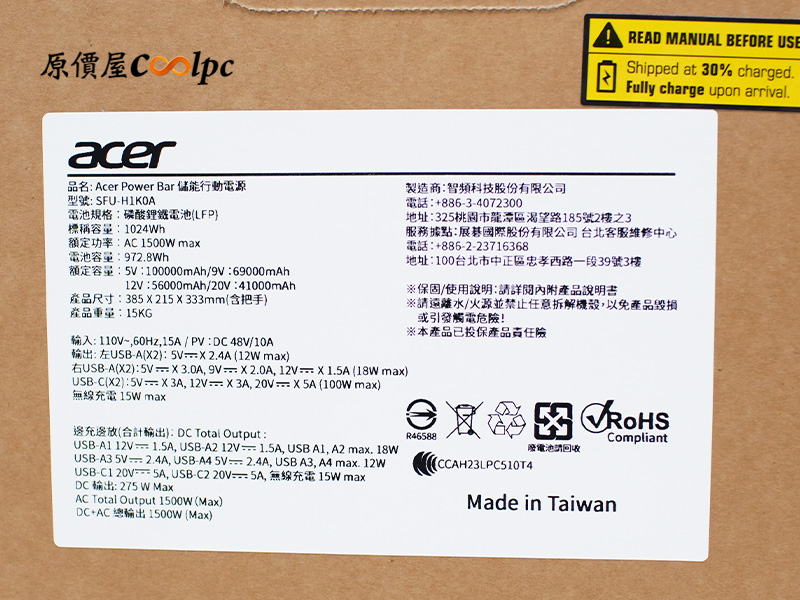 原價屋Coolpc
READ MANUAL BEFORE USE
Shipped at 30% charged.
Fully charge upon arrival.
acer
品名: Acer Power Bar 儲能行動電源
型號: SFU-H1K0A
電池規格：磷酸鋰鐵電池(LFP)
標稱容量：1024Wh
額定功率：AC 1500W max
電池容量：972.8Wh
額定容量：5V :100000mAh/9V :69000mAh
12V :56000mAh/20V :41000mAh
產品尺寸：385 X 215 X 333mm(含把手)
產品重量：15KG
輸入: 110V~,60Hz,15A / PV :DC 48V/10A
輸出: 左USB-A(X2)：5V⎓X 2.4A (12W max)
右USB-A(X2):5V⎓X 3.0A, 9V⎓X 2.0A, 12V⎓X 1.5A (18W max)
USB-C(X2):5V⎓X 3A, 12V⎓X 3A, 20V⎓X 5A (100W max)
無線充電 15W max
邊充邊放(合計輸出)：DC Total Output :
USB-A1 12V⎓1.5A, USB-A2 12V⎓1.5A, USB A1, A2 max. 18W
USB-A3 5V⎓2.4A, USB-A4 5V⎓2.4A, USB A3, A4 max. 12W
USB-C1 20V⎓5A, USB-C2 20V⎓5A, 無線充電 15W max
DC 輸出: 275 W Max
AC Total Output 1500W (Max)
DC+AC 總輸出 1500W (Max)
製造商:智頻科技股份有限公司
電話:+886-3-4072300
地址:325桃園市龍潭區渴望路185號2樓之3
服務據點:展碁國際股份有限公司 台北客服維修中心
電話:+886-2-23716368
地址:100台北市中正區忠孝西路一段39號3樓
※保固/使用說明:請詳閱內附產品說明書
※請遠離水/火源並禁止任意拆解機殼,以免產品毀損
或引發觸電危險!
※本產品已投保產品責任險
R46588
廢電池請回收
RoHS
Compliant
CCAH23LPC510T4
Made in Taiwan